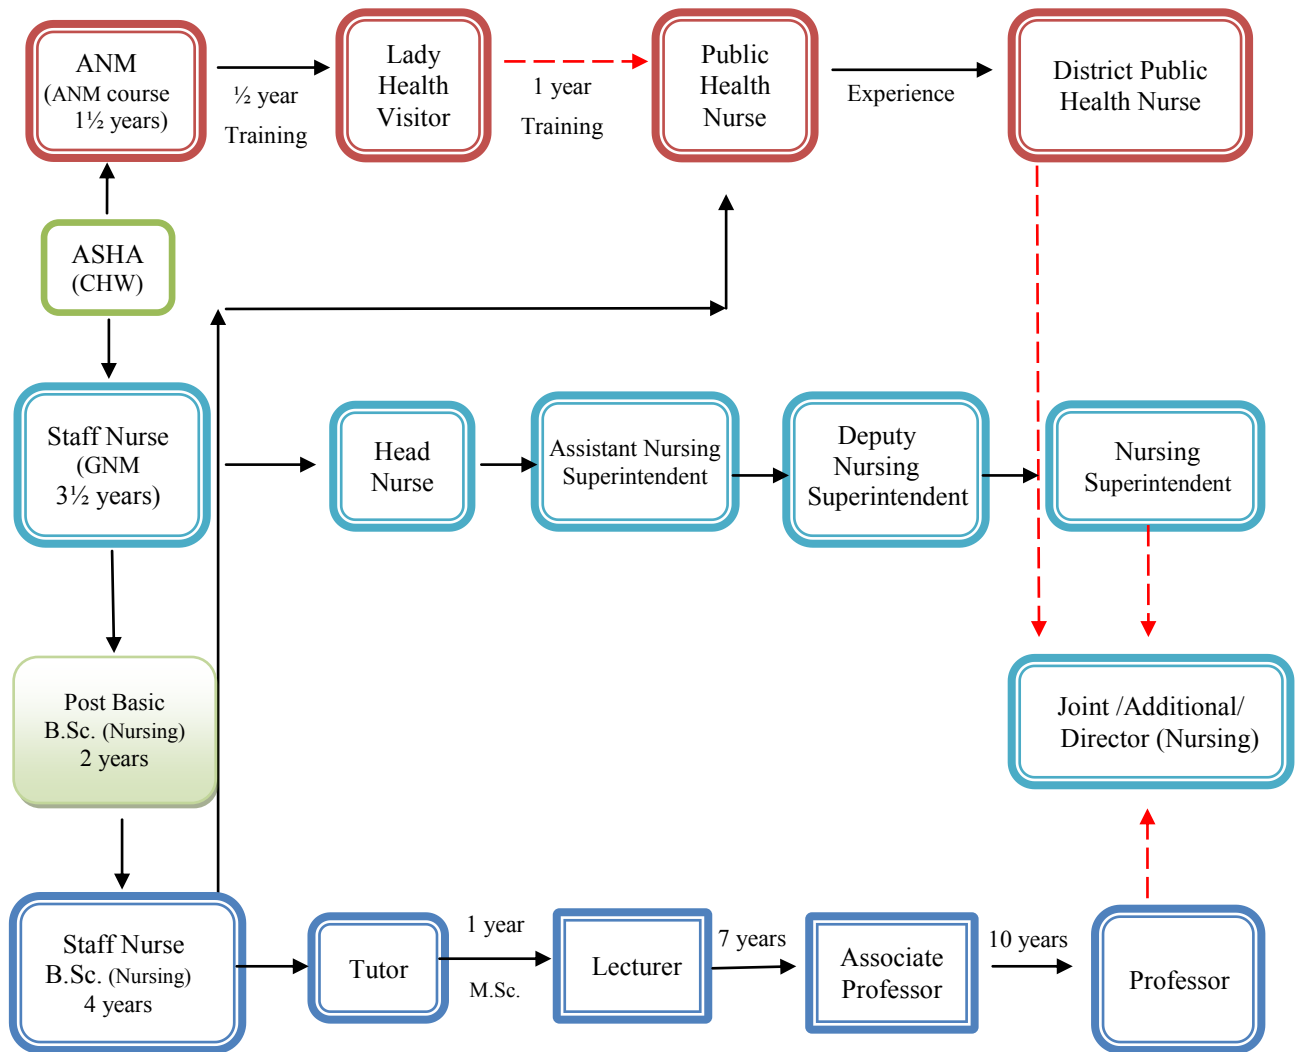 ANM
(ANM course
1½ years)
½ year
Training
Lady
Health
Visitor
1 year
Training
Public
Health
Nurse
Experience
District Public
Health Nurse
ASHA
(CHW)
Staff Nurse
(GNM
3½ years)
Head
Nurse
Assistant Nursing
Superintendent
Deputy
Nursing
Superintendent
Nursing
Superintendent
Post Basic
B.Sc. (Nursing)
2 years
Joint /Additional/
Director (Nursing)
Staff Nurse
B.Sc. (Nursing)
4 years
Tutor
1 year
M.Sc.
Lecturer
7 years
Associate
Professor
10 years
Professor